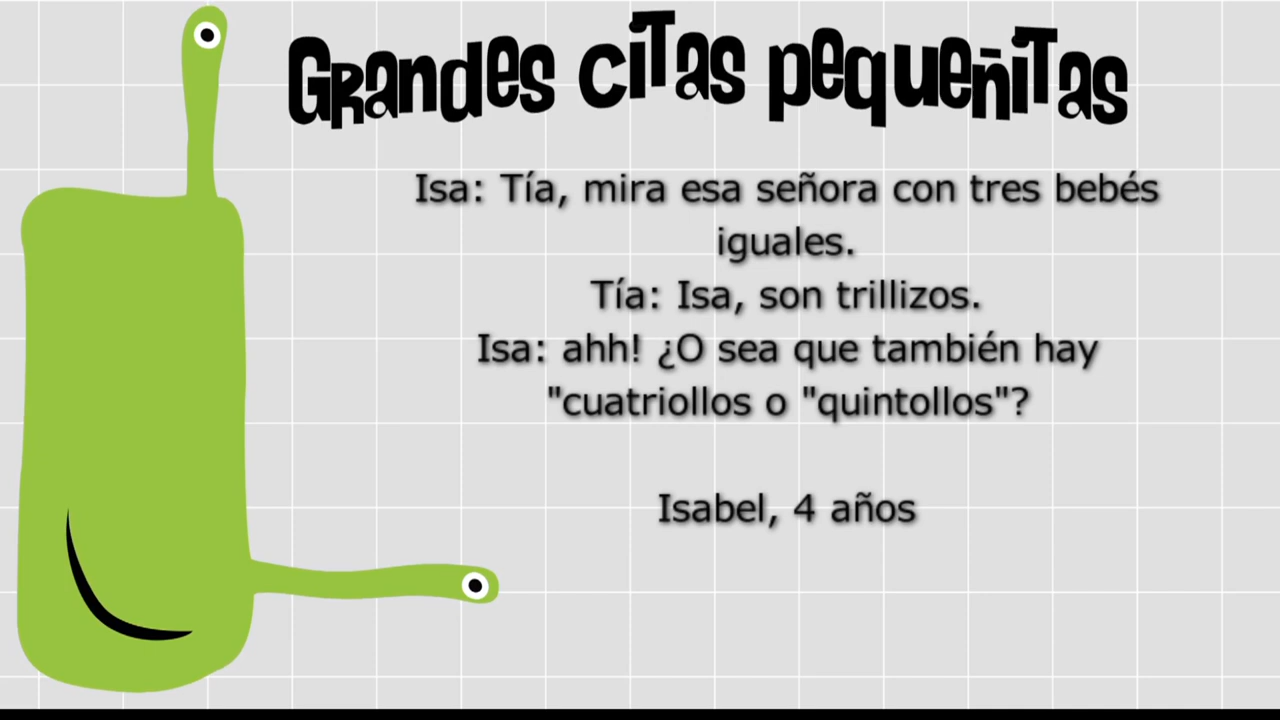 Grandes citas pequeñitas
Isa: Tía, mira esa señora con tres bebés
iguales.
Tía: Isa, son trillizos.
Isa: ahh! ¿O sea que también hay
"cuatriollos o "quintollos"?
Isabel, 4 años